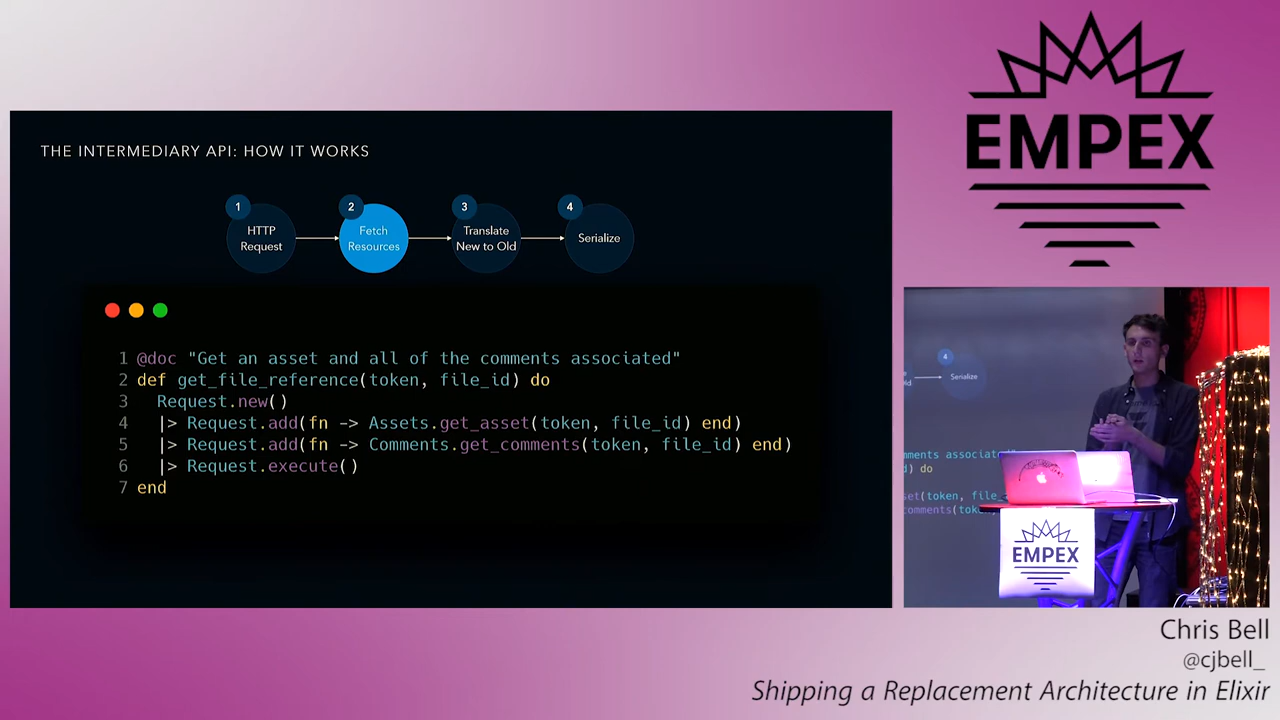 THE INTERMEDIARY API: HOW IT WORKS
1
2
3
4
HTTP
Request
Fetch
Resources
Translate
New to Old
Serialize
1 @doc "Get an asset and all of the comments associated"
2 def get_file_reference(token, file_id) do
3 Request.new()
4 |> Request.add(fn -> Assets.get_asset(token, file_id) end)
5 |> Request.add(fn -> Comments.get_comments(token, file_id) end)
6 |> Request.execute()
7 end
EMPEX
4
Serialize
) do
EMPEX
Chris Bell
@cjbell_
Shipping a Replacement Architecture in Elixir